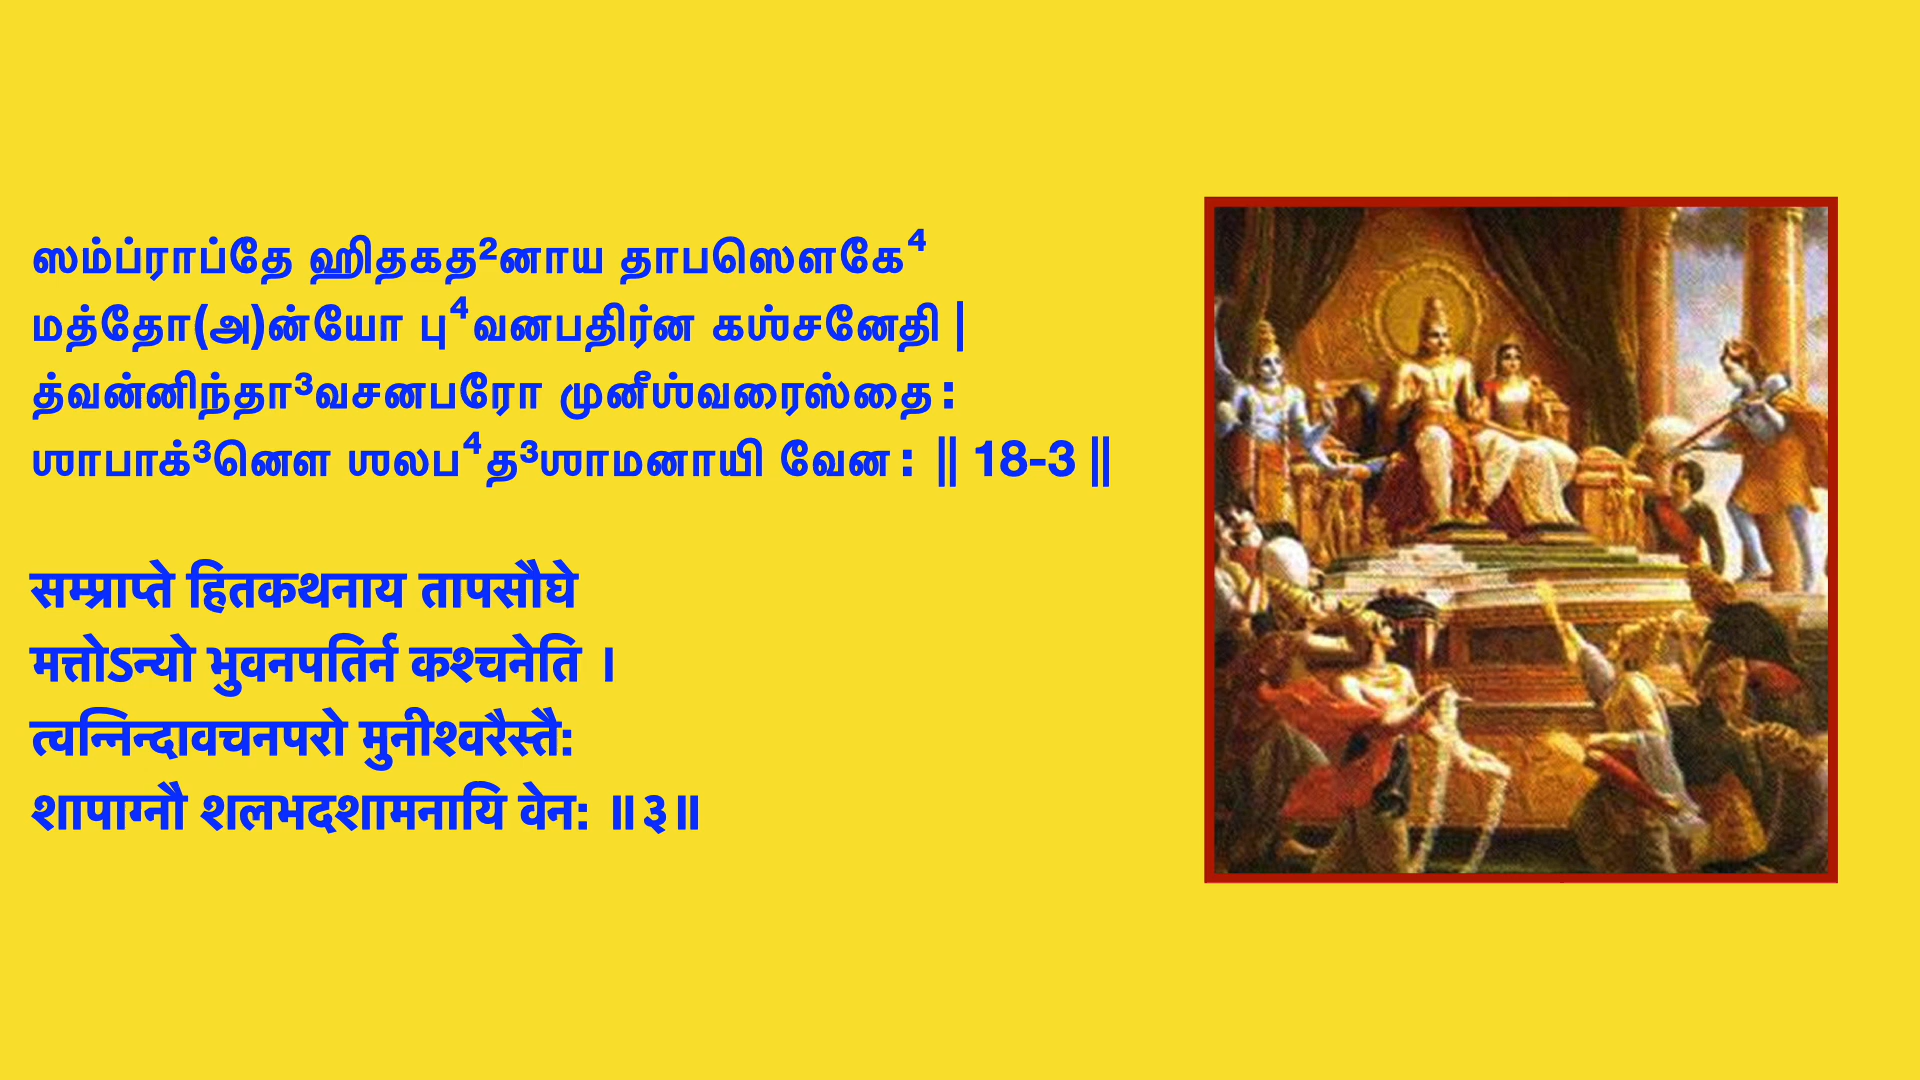 ஸம்ப்ராப்தே ஹிதகத²னாய தாபஸௌகே⁴
மத்தோ(அ)ன்யோ பு⁴வனபதிர்ன கஶ்சனேதி |
த்வன்னிந்தா³வசனபரோ முனீஶ்வரைஸ்தை :
ஶாபாக்³னௌ ஶலப⁴த³ஶாமனாயி வேன : || 18-3 ||
सम्प्राप्ते हितकथनाय तापसौघे
मत्तोऽन्यो भुवनपतिर्न कश्चनेति ।
त्वन्निन्दावचनपरो मुनीश्वरैस्तै:
शापाग्नौ शलभदशामनायि वेन: ॥३॥